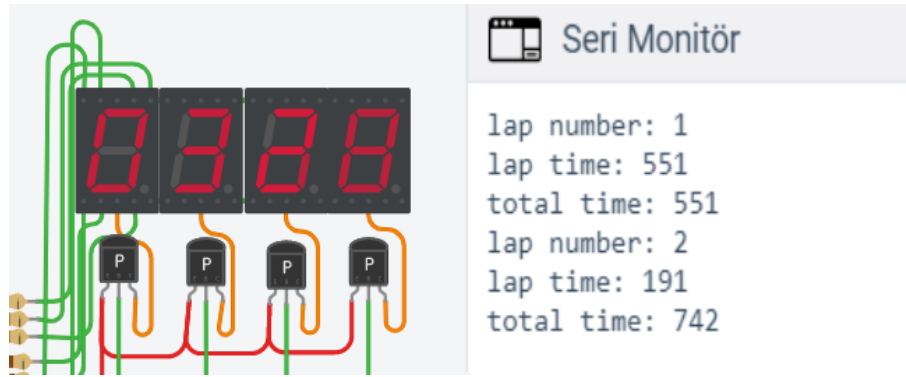 0328
P P P P
Seri Monitör
lap number: 1
lap time: 551
total time: 551
lap number: 2
lap time: 191
total time: 742